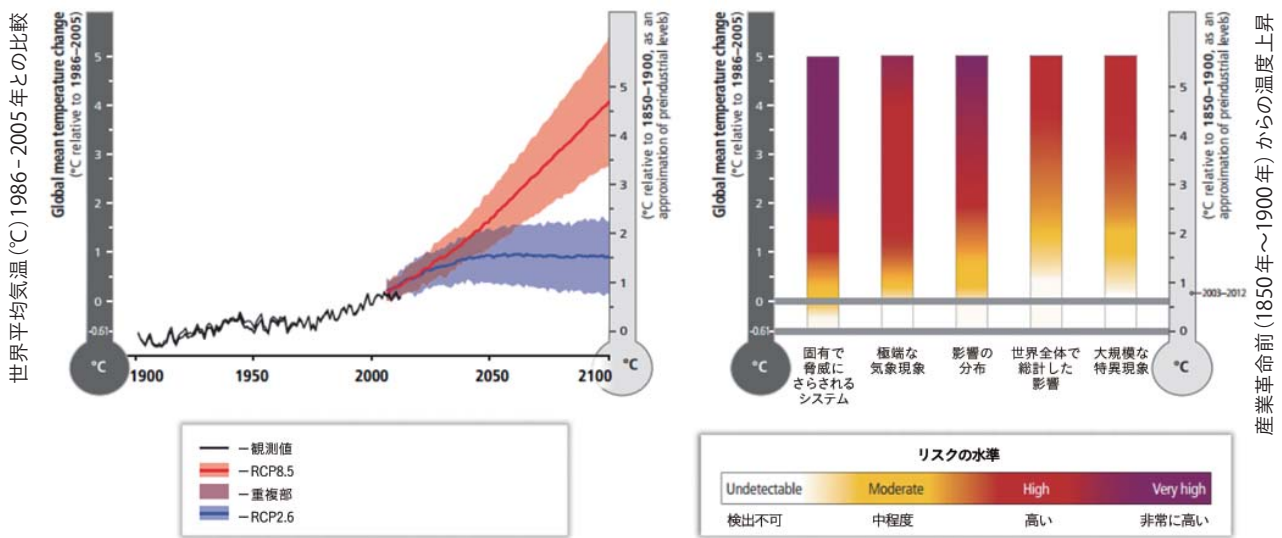 世界平均気温(℃)1986−2005年との比較
Global mean temperature change
(°C relative to 1986–2005)
5
4
3
2
1
0
-0.61
°C
1900
1950
2000
2050
2100
(°C relative to 1850–1900, as an
approximation of preindustrial levels)
5
4
3
2
1
0
°C
ー観測値
ーRCP8.5
ー重複部
ーRCP2.6
Global mean temperature change
(°C relative to 1986–2005)
5
4
3
2
1
0
-0.61
°C
固有で
脅威に
さらされる
システム
極端な
気象現象
影響の
分布
世界全体で
総計した
影響
大規模な
特異現象
(°C relative to 1850–1900, as an
approximation of preindustrial levels)
5
4
3
2
1
0
2003–2012
°C
産業革命前(1850年〜1900年)からの温度上昇
リスクの水準
Undetectable
Moderate
High
Very high
検出不可
中程度
高い
非常に高い